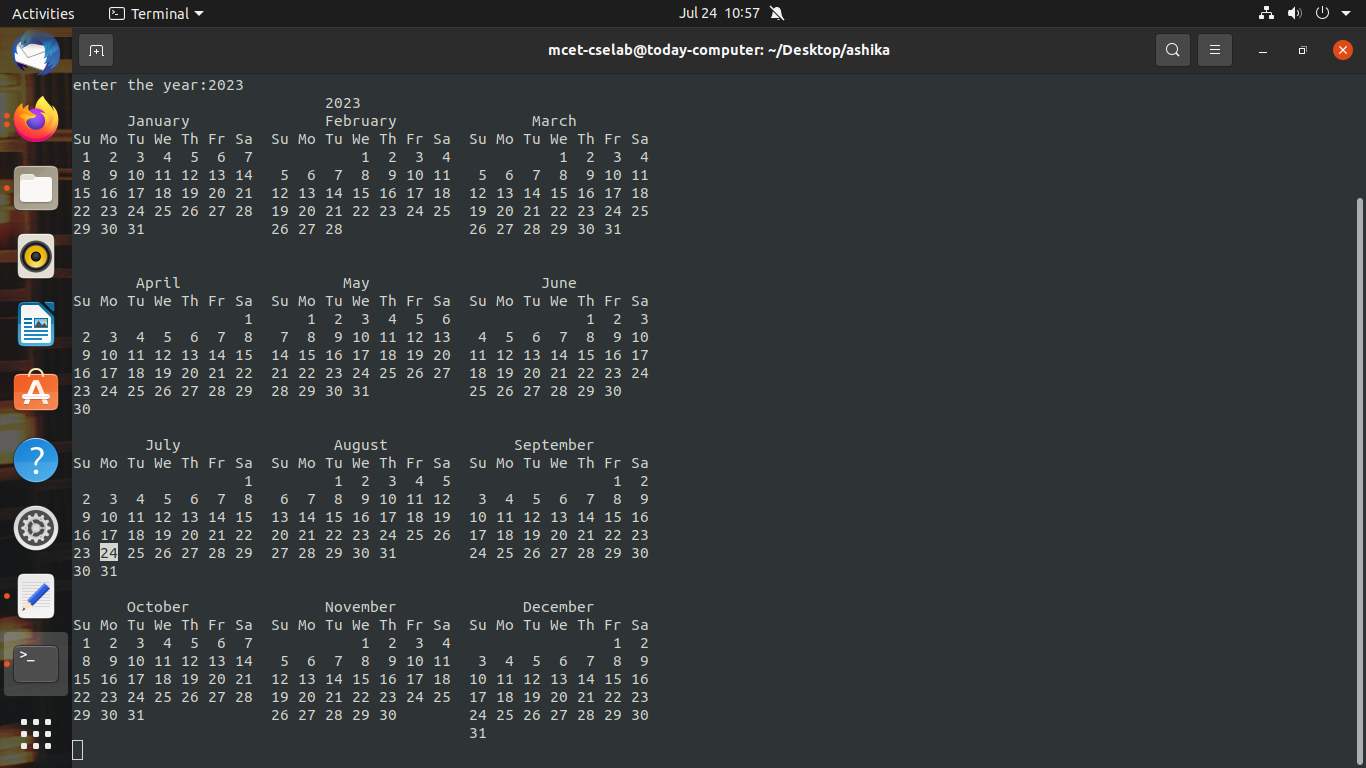 Activities Terminal Jul 24 10:57
mcet-cselab@today-computer: ~/Desktop/ashika
enter the year:2023
                            2023
      January               February               March
Su Mo Tu We Th Fr Sa  Su Mo Tu We Th Fr Sa  Su Mo Tu We Th Fr Sa
 1  2  3  4  5  6  7            1  2  3  4            1  2  3  4
 8  9 10 11 12 13 14   5  6  7  8  9 10 11   5  6  7  8  9 10 11
15 16 17 18 19 20 21  12 13 14 15 16 17 18  12 13 14 15 16 17 18
22 23 24 25 26 27 28  19 20 21 22 23 24 25  19 20 21 22 23 24 25
29 30 31              26 27 28              26 27 28 29 30 31
       April                  May                   June
Su Mo Tu We Th Fr Sa  Su Mo Tu We Th Fr Sa  Su Mo Tu We Th Fr Sa
                   1      1  2  3  4  5  6               1  2  3
 2  3  4  5  6  7  8   7  8  9 10 11 12 13   4  5  6  7  8  9 10
 9 10 11 12 13 14 15  14 15 16 17 18 19 20  11 12 13 14 15 16 17
16 17 18 19 20 21 22  21 22 23 24 25 26 27  18 19 20 21 22 23 24
23 24 25 26 27 28 29  28 29 30 31           25 26 27 28 29 30
30
        July                 August              September
Su Mo Tu We Th Fr Sa  Su Mo Tu We Th Fr Sa  Su Mo Tu We Th Fr Sa
                   1         1  2  3  4  5                  1  2
 2  3  4  5  6  7  8   6  7  8  9 10 11 12   3  4  5  6  7  8  9
 9 10 11 12 13 14 15  13 14 15 16 17 18 19  10 11 12 13 14 15 16
16 17 18 19 20 21 22  20 21 22 23 24 25 26  17 18 19 20 21 22 23
23 24 25 26 27 28 29  27 28 29 30 31        24 25 26 27 28 29 30
30 31
      October               November              December
Su Mo Tu We Th Fr Sa  Su Mo Tu We Th Fr Sa  Su Mo Tu We Th Fr Sa
 1  2  3  4  5  6  7            1  2  3  4                  1  2
 8  9 10 11 12 13 14   5  6  7  8  9 10 11   3  4  5  6  7  8  9
15 16 17 18 19 20 21  12 13 14 15 16 17 18  10 11 12 13 14 15 16
22 23 24 25 26 27 28  19 20 21 22 23 24 25  17 18 19 20 21 22 23
29 30 31              26 27 28 29 30        24 25 26 27 28 29 30
                                            31